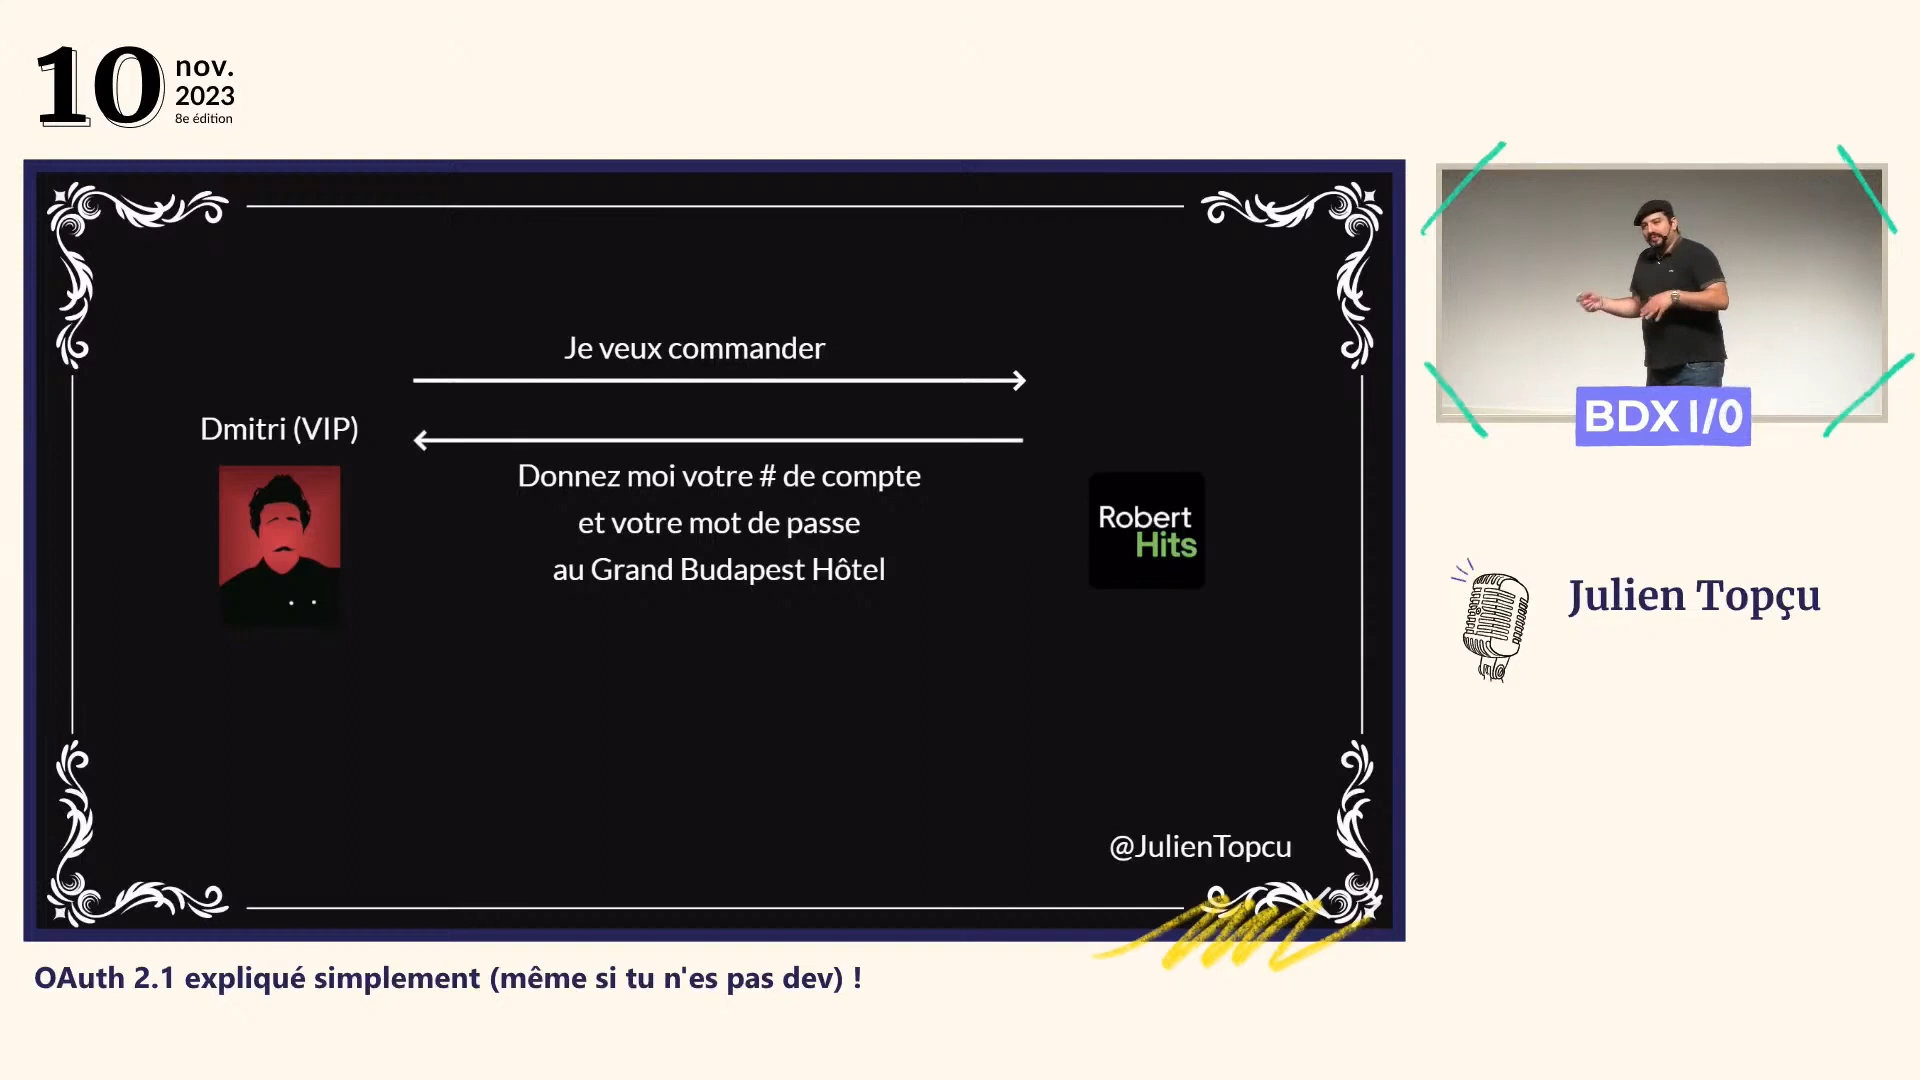 10
nov.
2023
8e édition
Je veux commander
Dmitri (VIP)
Donnez moi votre # de compte
et votre mot de passe
au Grand Budapest Hôtel
Robert
Hits
@JulienTopcu
BDX I/O
Julien Topçu
OAuth 2.1 expliqué simplement (même si tu n'es pas dev) !